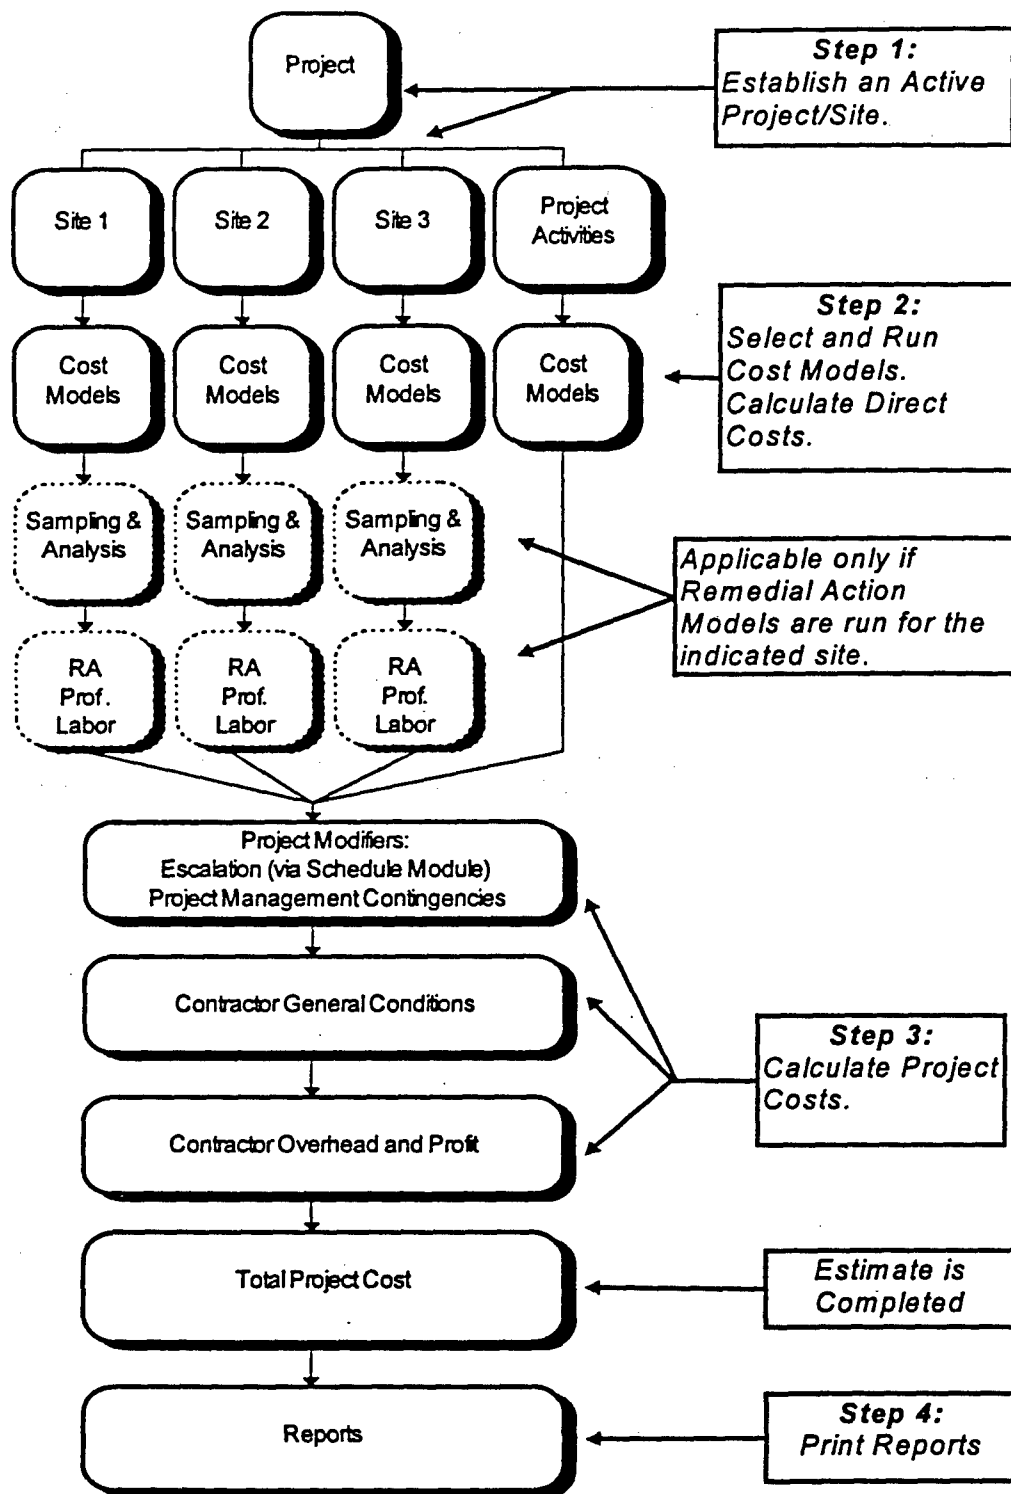 Project
Step 1:
Establish an Active
Project/Site.
Site 1
Site 2
Site 3
Project
Activities
Step 2:
Select and Run
Cost Models.
Calculate Direct
Costs.
Cost
Models
Cost
Models
Cost
Models
Cost
Models
Sampling &
Analysis
Sampling &
Analysis
Sampling &
Analysis
Applicable only if
Remedial Action
Models are run for the
indicated site.
RA
Prof.
Labor
RA
Prof.
Labor
RA
Prof.
Labor
Project Modifiers:
Escalation (via Schedule Module)
Project Management Contingencies
Contractor General Conditions
Step 3:
Calculate Project
Costs.
Contractor Overhead and Profit
Total Project Cost
Estimate is
Completed
Reports
Step 4:
Print Reports